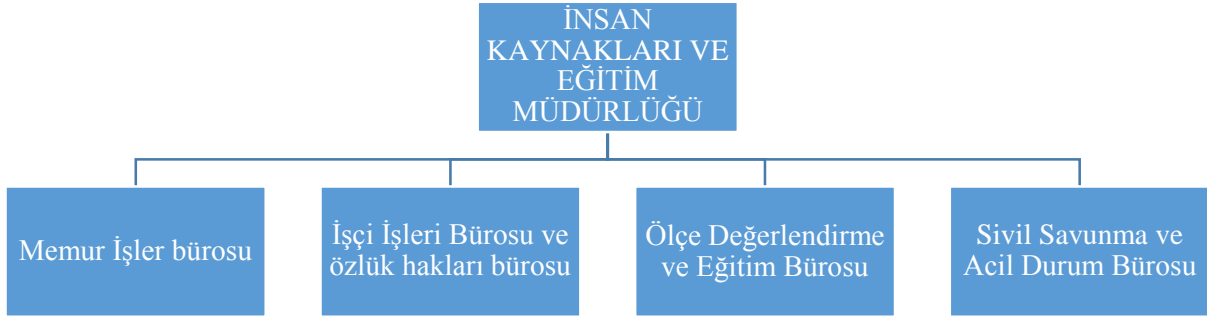 İNSAN
KAYNAKLARI VE
EĞİTİM
MÜDÜRLÜĞÜ
Memur İşler bürosu
İşçi İşleri Bürosu ve
özlük hakları bürosu
Ölçe Değerlendirme
ve Eğitim Bürosu
Sivil Savunma ve
Acil Durum Bürosu